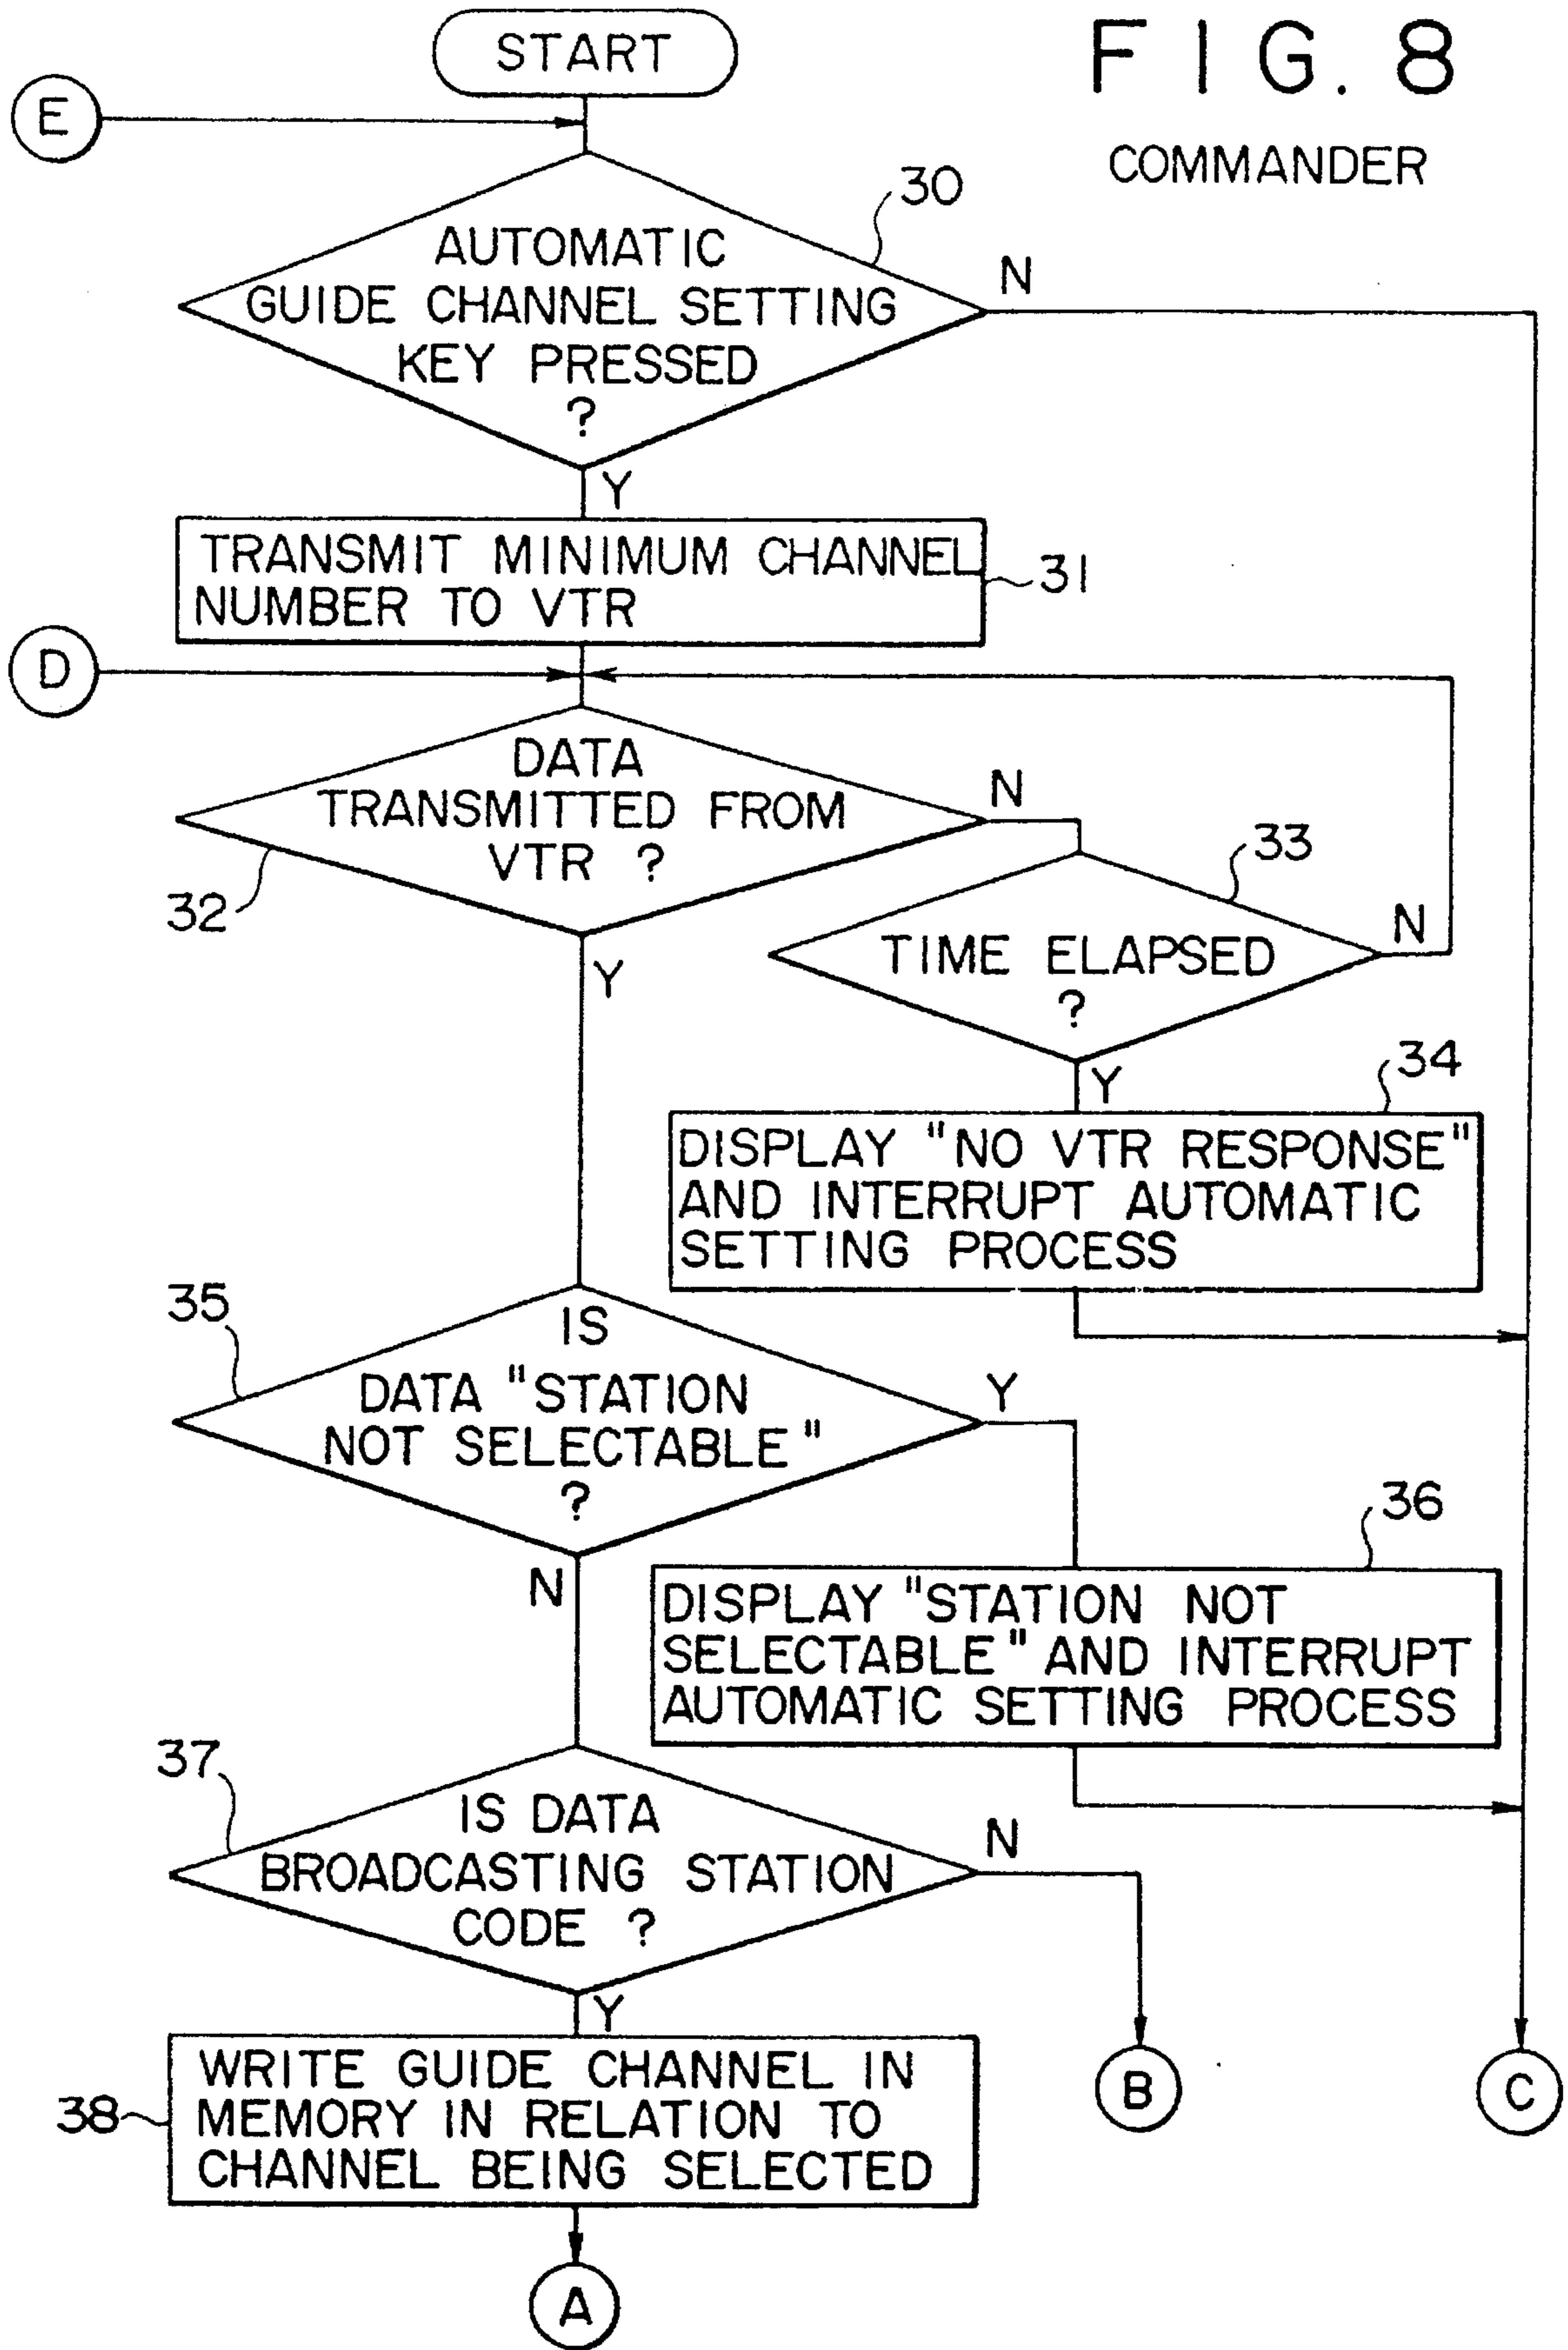 START
FIG. 8
COMMANDER
E
30
AUTOMATIC
GUIDE CHANNEL SETTING
KEY PRESSED
?
N
Y
TRANSMIT MINIMUM CHANNEL
NUMBER TO VTR
31
D
DATA
TRANSMITTED FROM
VTR ?
N
32
Y
33
TIME ELAPSED
?
N
Y
34
DISPLAY "NO VTR RESPONSE"
AND INTERRUPT AUTOMATIC
SETTING PROCESS
35
IS
DATA "STATION
NOT SELECTABLE"
?
Y
N
36
DISPLAY "STATION NOT
SELECTABLE" AND INTERRUPT
AUTOMATIC SETTING PROCESS
37
IS DATA
BROADCASTING STATION
CODE ?
N
Y
38
WRITE GUIDE CHANNEL IN
MEMORY IN RELATION TO
CHANNEL BEING SELECTED
B
C
A